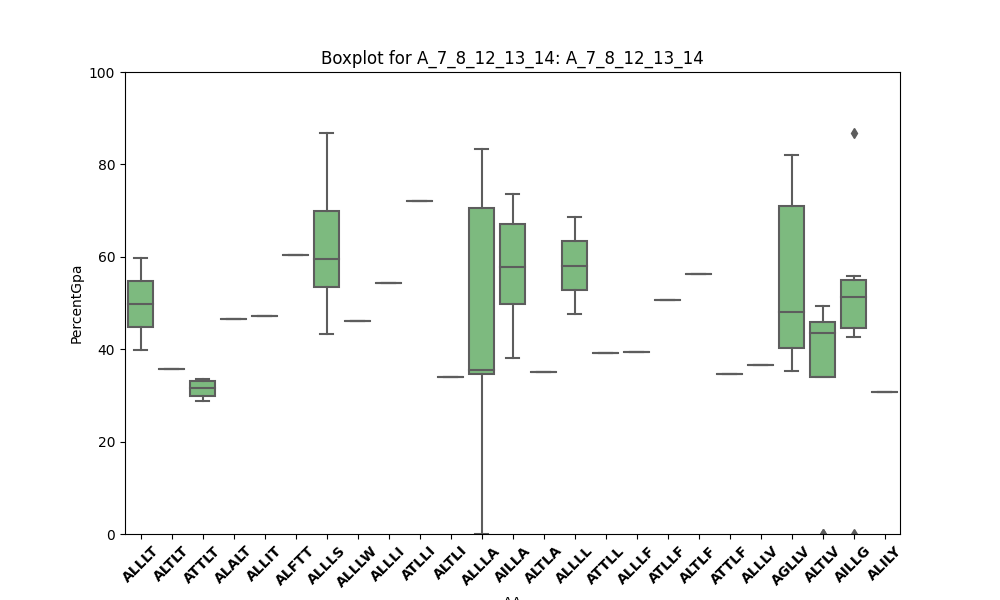 Boxplot for A_7_8_12_13_14: A_7_8_12_13_14
PercentGpa
100
80
60
40
20
0
ALLLT
ALTLT
ATTLT
ALALT
ALLIT
ALFTT
ALLLS
ALLLW
ALLLI
ATLLI
ALTLI
ALLLA
AILLA
ALTLA
ALLLL
ATTLL
ALLLF
ATLLF
ALTLF
ATTLF
ALLLV
AGLLV
ALTLV
AILLG
ALILY